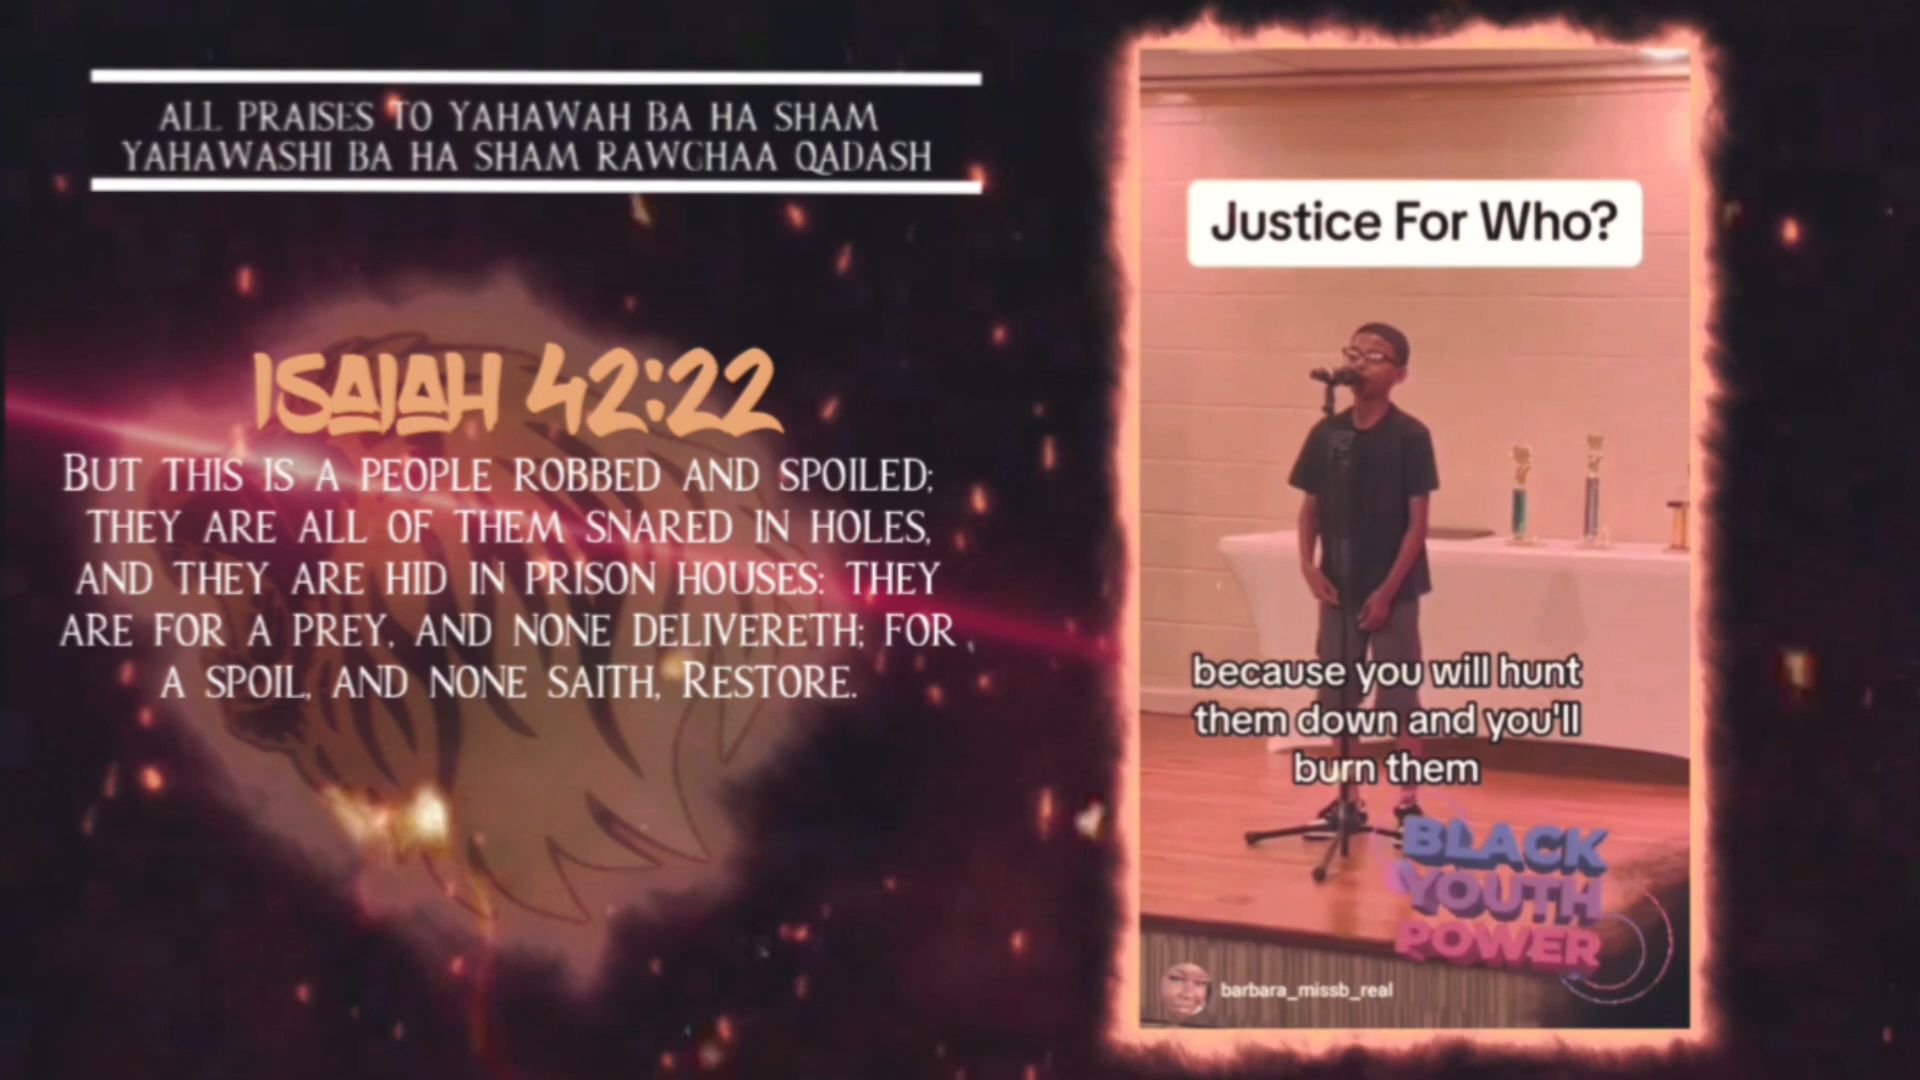 ALL PRAISES TO YAHAWAH BA HA SHAM
YAHAWASHI BA HA SHAM RAWCHAA QADASH
ISAIAH 42:22
BUT THIS IS A PEOPLE ROBBED AND SPOILED;
THEY ARE ALL OF THEM SNARED IN HOLES,
AND THEY ARE HID IN PRISON HOUSES: THEY
ARE FOR A PREY, AND NONE DELIVERETH; FOR
A SPOIL, AND NONE SAITH, RESTORE.
Justice For Who?
because you will hunt
them down and you'll
burn them
BLACK
YOUTH
POWER
barbara_missb_real